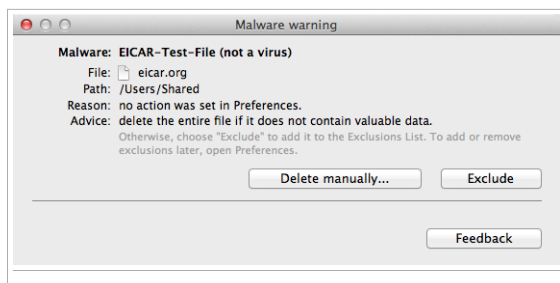 Malware warning
Malware: EICAR-Test-File (not a virus)
File: eicar.org
Path: /Users/Shared
Reason: no action was set in Preferences.
Advice: delete the entire file if it does not contain valuable data.
Otherwise, choose "Exclude" to add it to the Exclusions List. To add or remove
exclusions later, open Preferences.
Delete manually... Exclude
Feedback